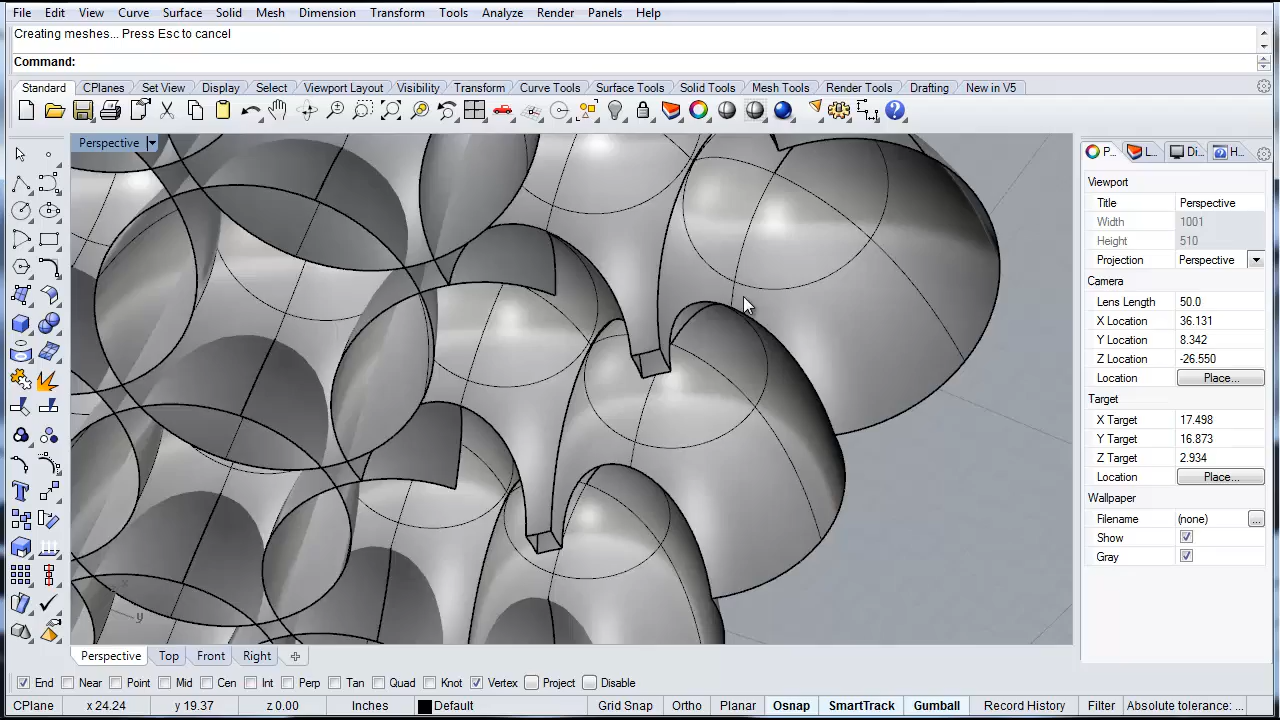 File Edit View Curve Surface Solid Mesh Dimension Transform Tools Analyze Render Panels Help
Creating meshes... Press Esc to cancel
Command:
Standard CPlanes Set View Display Select Viewport Layout Visibility Transform Curve Tools Surface Tools Solid Tools Mesh Tools Render Tools Drafting New in V5
Perspective
P... L... Di... H...
Viewport
Title Perspective
Width 1001
Height 510
Projection Perspective
Camera
Lens Length 50.0
X Location 36.131
Y Location 8.342
Z Location -26.550
Location Place...
Target
X Target 17.498
Y Target 16.873
Z Target 2.934
Location Place...
Wallpaper
Filename (none) ...
Show
Gray
x
y
Perspective Top Front Right
End Near Point Mid Cen Int Perp Tan Quad Knot Vertex Project Disable
CPlane x 24.24 y 19.37 z 0.00 Inches Default Grid Snap Ortho Planar Osnap SmartTrack Gumball Record History Filter Absolute tolerance: ...